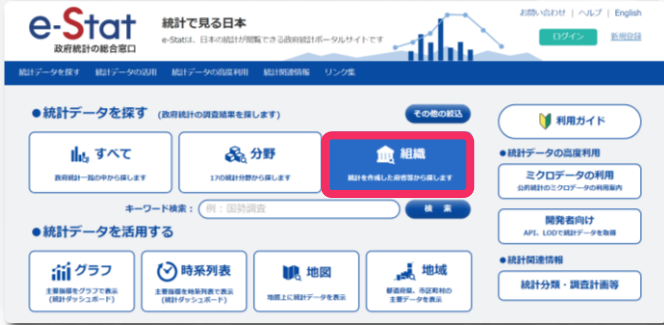 e-Stat
政府統計の総合窓口
統計で見る日本
e-Statは、日本の統計が閲覧できる政府統計ポータルサイトです
お問い合わせ | ヘルプ | English
ログイン 新規登録
統計データを探す 統計データの活用 統計データの高度利用 統計関連情報 リンク集
●統計データを探す (政府統計の調査結果を探します)
その他の絞込
すべて
政府統計一覧の中から探します
分野
17の統計分野から探します
組織
統計を作成した府省等から探します
キーワード検索： 例：国勢調査 検 索
●統計データを活用する
グラフ
主要指標をグラフで表示
(統計ダッシュボード)
時系列表
主要指標を時系列表で表示
(統計ダッシュボード)
地図
地図上に統計データを表示
地域
都道府県、市区町村の
主要データを表示
利用ガイド
●統計データの高度利用
ミクロデータの利用
公的統計のミクロデータの利用案内
開発者向け
API、LODで統計データを取得
●統計関連情報
統計分類・調査計画等